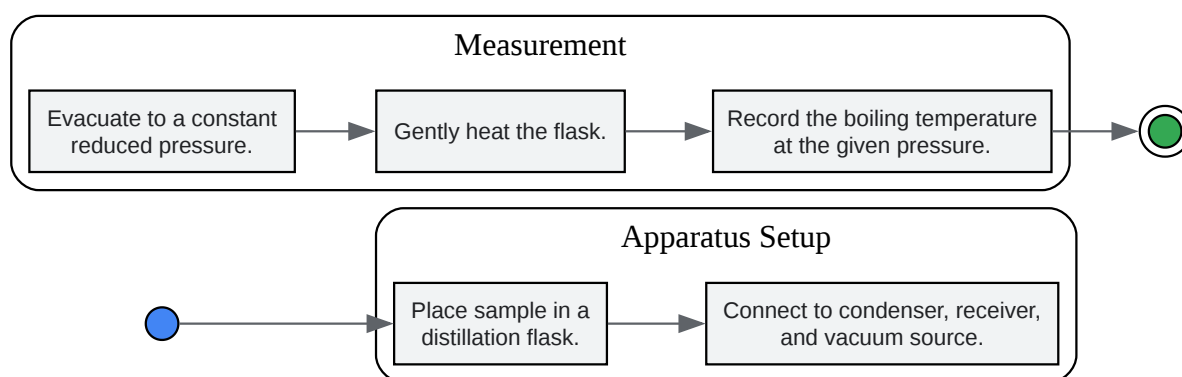 Measurement
Evacuate to a constant
reduced pressure.
Gently heat the flask.
Record the boiling temperature
at the given pressure.
Apparatus Setup
Place sample in a
distillation flask.
Connect to condenser, receiver,
and vacuum source.